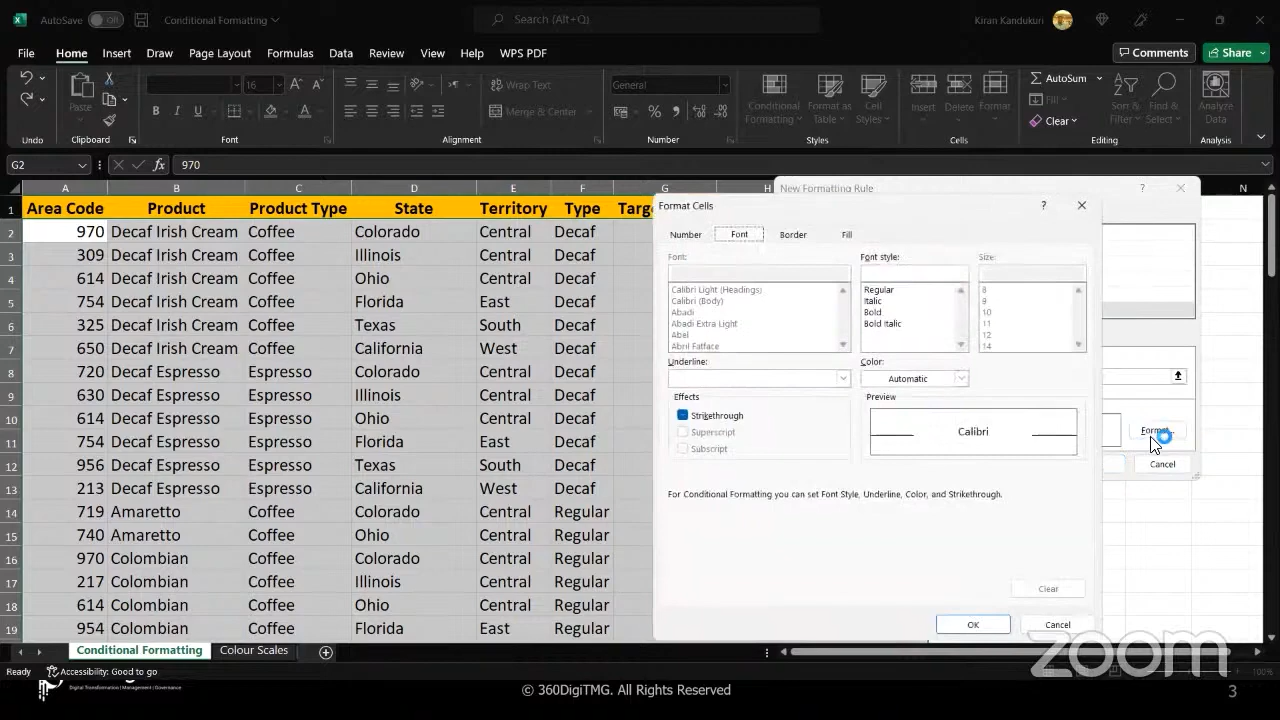 AutoSave Off Conditional Formatting Search (Alt+Q) Kiran Kandukuri
File Home Insert Draw Page Layout Formulas Data Review View Help WPS PDF Comments Share
16 Wrap Text General AutoSum
Paste Merge & Center Conditional Formatting Format as Table Cell Styles Insert Delete Format Fill Sort & Filter Find & Select Analyze Data
Clear
Undo Clipboard Font Alignment Number Styles Cells Editing Analysis
G2 970
A B C D E F G H N
1 Area Code Product Product Type State Territory Type Targ
2 970 Decaf Irish Cream Coffee Colorado Central Decaf
3 309 Decaf Irish Cream Coffee Illinois Central Decaf
4 614 Decaf Irish Cream Coffee Ohio Central Decaf
5 754 Decaf Irish Cream Coffee Florida East Decaf
6 325 Decaf Irish Cream Coffee Texas South Decaf
7 650 Decaf Irish Cream Coffee California West Decaf
8 720 Decaf Espresso Espresso Colorado Central Decaf
9 630 Decaf Espresso Espresso Illinois Central Decaf
10 614 Decaf Espresso Espresso Ohio Central Decaf
11 754 Decaf Espresso Espresso Florida East Decaf
12 956 Decaf Espresso Espresso Texas South Decaf
13 213 Decaf Espresso Espresso California West Decaf
14 719 Amaretto Coffee Colorado Central Regular
15 740 Amaretto Coffee Ohio Central Regular
16 970 Colombian Coffee Colorado Central Regular
17 217 Colombian Coffee Illinois Central Regular
18 614 Colombian Coffee Ohio Central Regular
19 954 Colombian Coffee Florida East Regular
New Formatting Rule ?
Format...
Cancel
Format Cells ?
Number Font Border Fill
Font: Font style: Size:
Calibri Light (Headings) Regular 8
Calibri (Body) Italic 9
Abadi Bold 10
Abadi Extra Light Bold Italic 11
Abel 12
Abril Fatface 14
Underline: Color:
Automatic
Effects Preview
Strikethrough
Superscript Calibri
Subscript
For Conditional Formatting you can set Font Style, Underline, Color, and Strikethrough.
Clear
OK Cancel
Conditional Formatting Colour Scales
Ready Accessibility: Good to go 100%
zoom
Digital Transformation | Management | Governance
© 360DigiTMG. All Rights Reserved 3